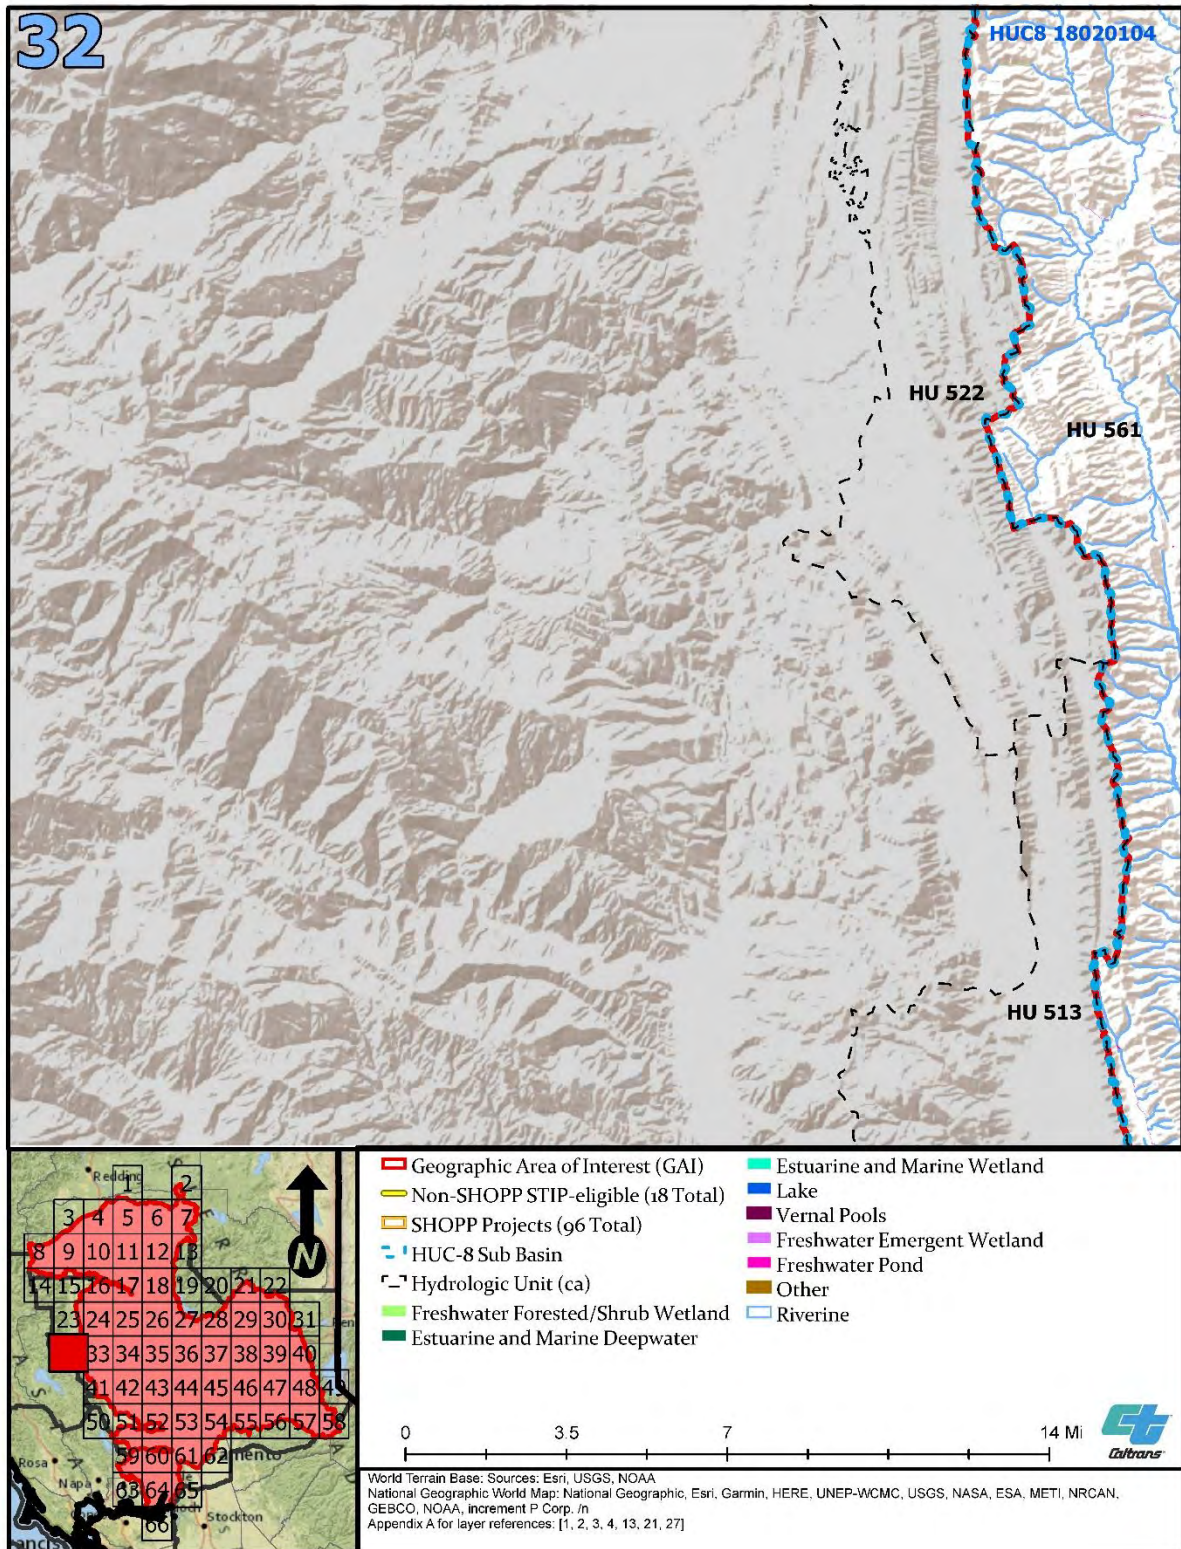 32
HUC8 18020104
HU 522
HU 561
HU 513
Redding
1 2
3 4 5 6 7
8 9 10 11 12 13
14 15 16 17 18 19 20 21 22
23 24 25 26 27 28 29 30 31
33 34 35 36 37 38 39 40
41 42 43 44 45 46 47 48 49
50 51 52 53 54 55 56 57 58
59 60 61 62 amento
Rosa
Napa
63 64 65
66
Stockton
N
Geographic Area of Interest (GAI)
Non-SHOPP STIP-eligible (18 Total)
SHOPP Projects (96 Total)
HUC-8 Sub Basin
Hydrologic Unit (ca)
Freshwater Forested/Shrub Wetland
Estuarine and Marine Deepwater
Estuarine and Marine Wetland
Lake
Vernal Pools
Freshwater Emergent Wetland
Freshwater Pond
Other
Riverine
0 3.5 7 14 Mi
Caltrans
World Terrain Base: Sources: Esri, USGS, NOAA
National Geographic World Map: National Geographic, Esri, Garmin, HERE, UNEP-WCMC, USGS, NASA, ESA, METI, NRCAN,
GEBCO, NOAA, increment P Corp. /n
Appendix A for layer references: [1, 2, 3, 4, 13, 21, 27]